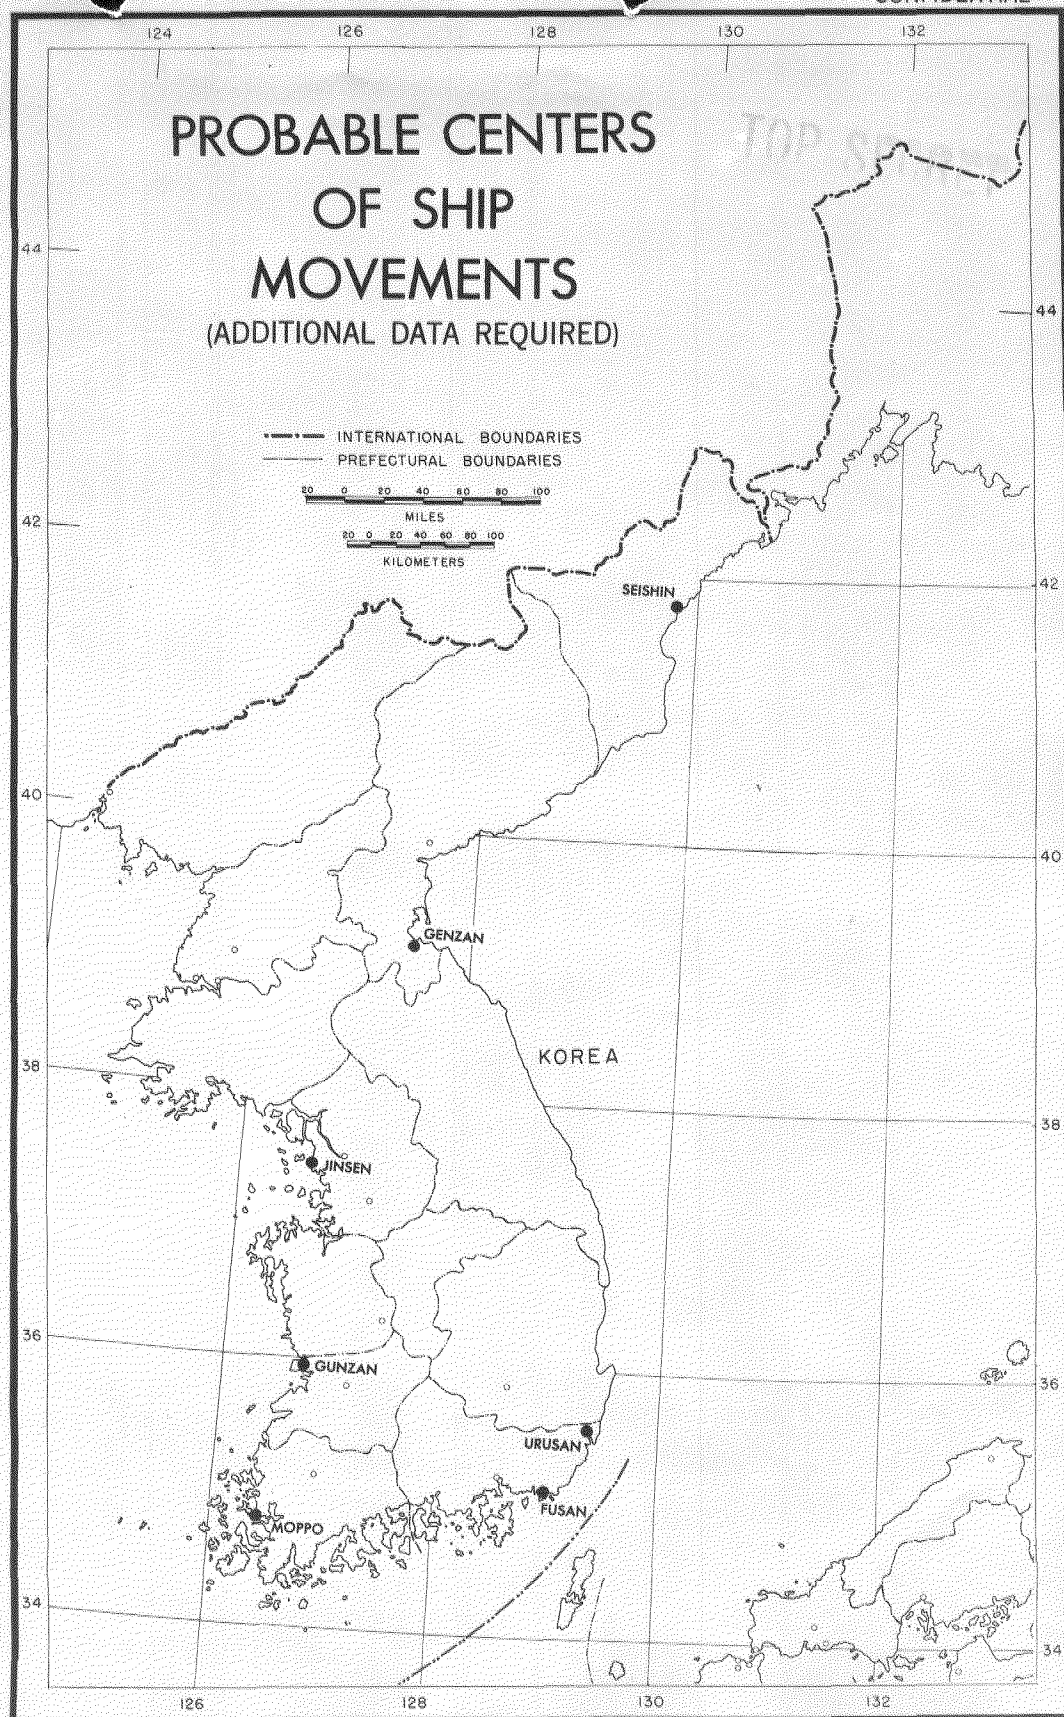 CONFIDENTIAL
124 126 128 130 132
PROBABLE CENTERS
OF SHIP
MOVEMENTS
(ADDITIONAL DATA REQUIRED)
TOP SECRET
44
44
INTERNATIONAL BOUNDARIES
PREFECTURAL BOUNDARIES
20 0 20 40 60 80 100
MILES
20 0 20 40 60 80 100
KILOMETERS
42
42
SEISHIN
40
40
GENZAN
KOREA
38
38
JINSEN
36
GUNZAN
36
URUSAN
FUSAN
MOPPO
34
34
126 128 130 132